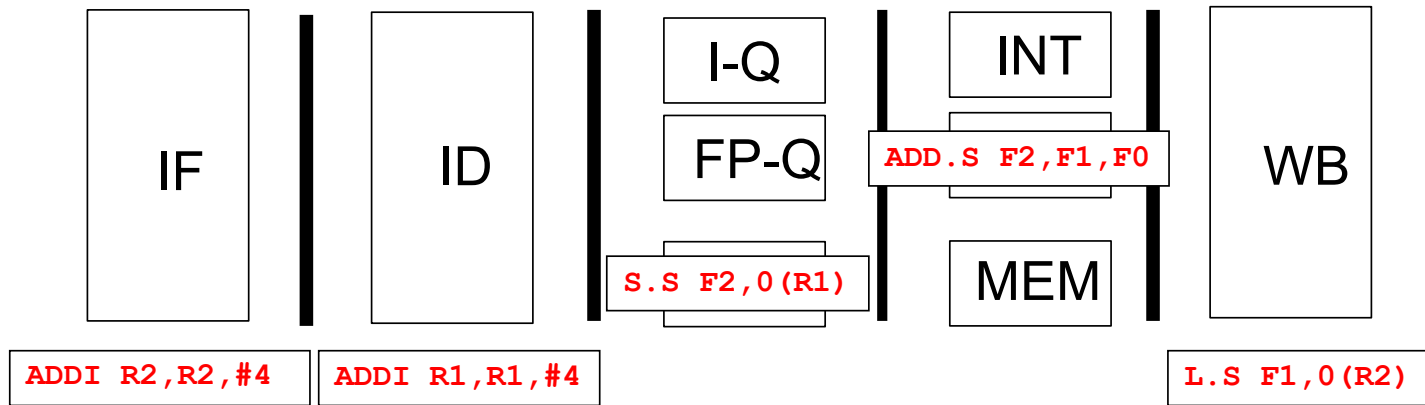 IF
ID
I-Q
FP-Q
S.S F2,0(R1)
INT
ADD.S F2,F1,F0
MEM
WB
ADDI R2,R2,#4
ADDI R1,R1,#4
L.S F1,0(R2)